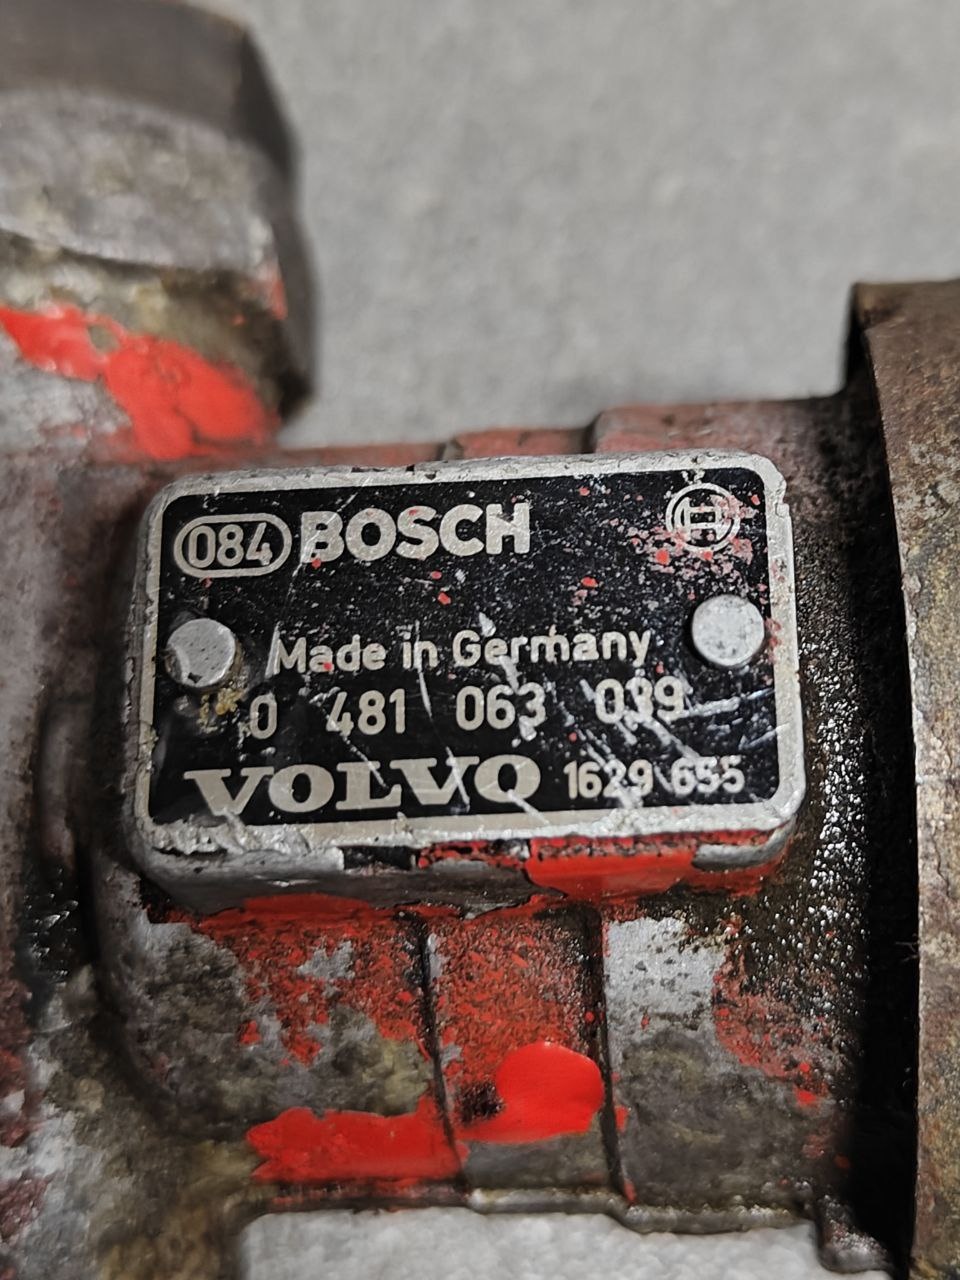 084 BOSCH
Made in Germany
0 481 063 039
VOLVO 1629 655